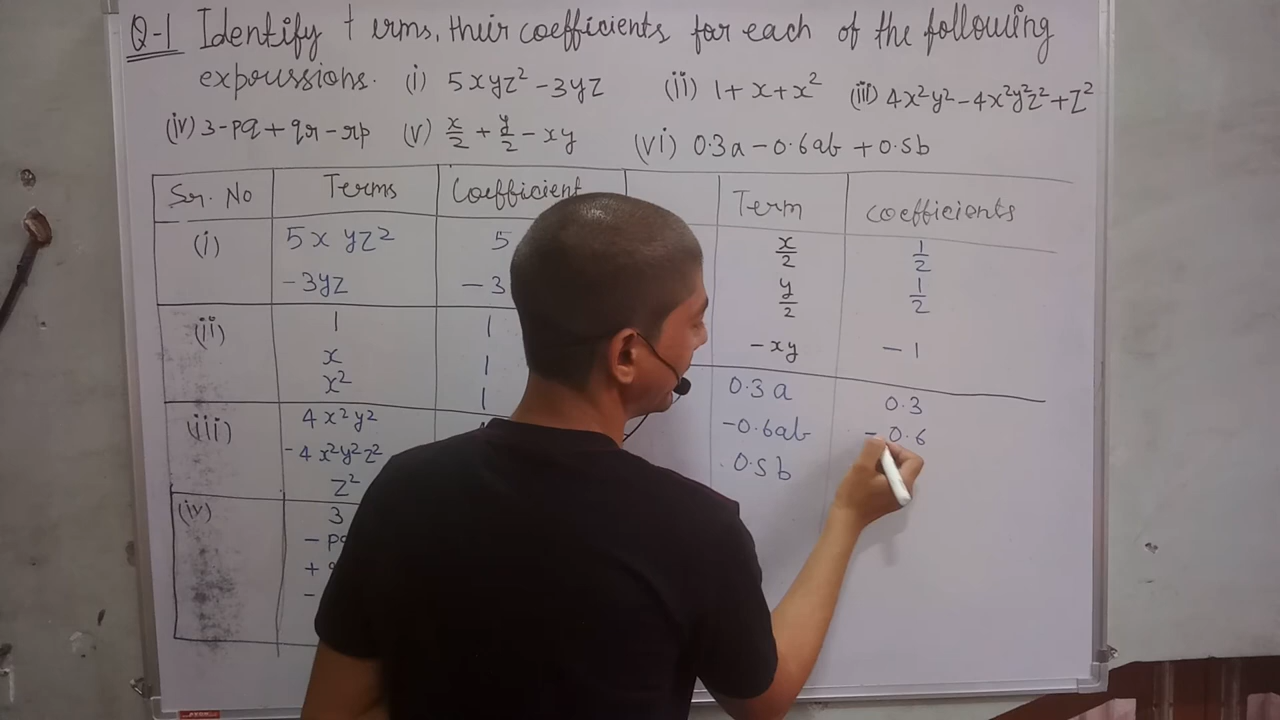 Q-1 Identify terms, their coefficients for each of the following
expoussions. (i) 5xyz² - 3yz (ii) 1 + x + x² (iii) 4x²y² - 4x²y²z² + z²
(iv) 3 - pq + qr - rp (v) x/2 + y/2 - xy (vi) 0.3a - 0.6ab + 0.5b
Sr. No Terms Coefficient
(i) 5xyz² 5
-3yz -3
(ii) 1 1
x 1
x² 1
(iii) 4x²y²
-4x²y²z²
z²
(iv) 3
- p
+
-
Term coefficients
x/2 1/2
y/2 1/2
-xy -1
0.3a 0.3
-0.6ab -0.6
0.5b